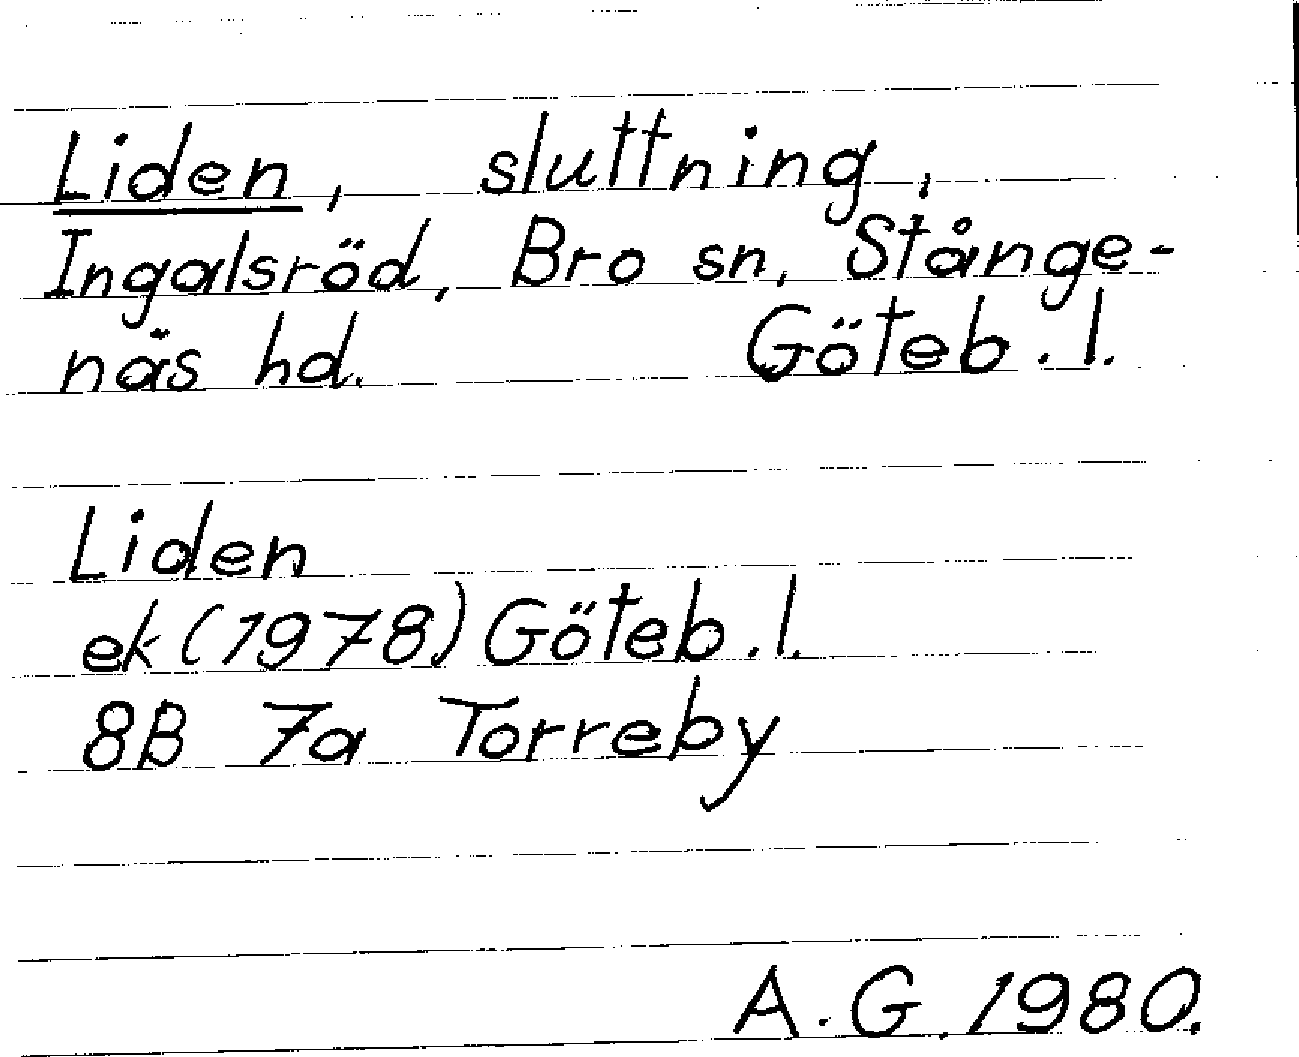 Liden, sluttning,
Ingalsröd, Bro sn, Stånge-
näs hd. Göteb. l.
Liden
ek (1978) Göteb. l.
8B 7a Torreby
A. G. 1980.